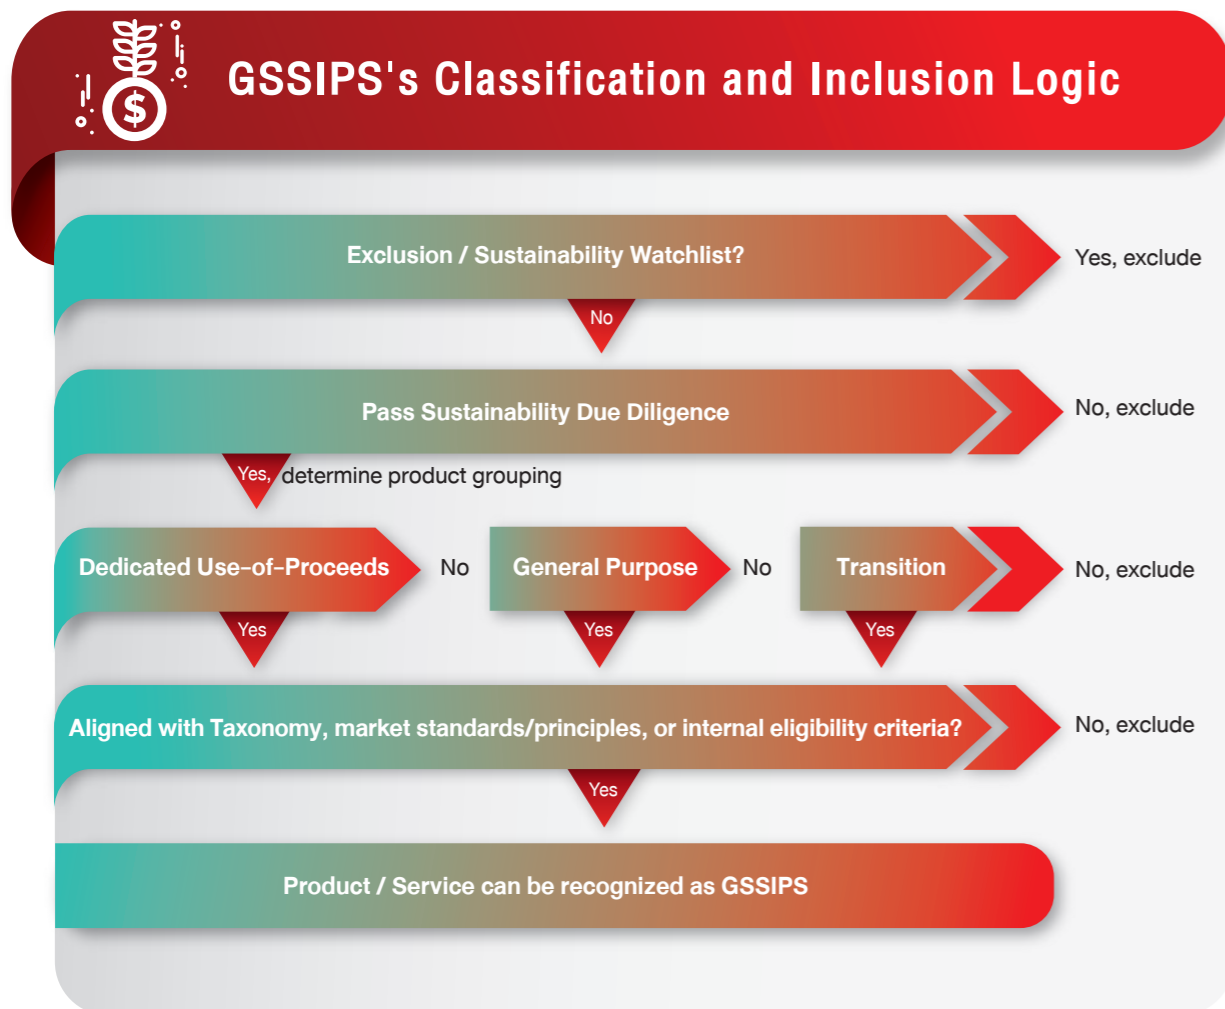 GSSIPS's Classification and Inclusion Logic
$
Exclusion / Sustainability Watchlist?
Yes, exclude
No
Pass Sustainability Due Diligence
No, exclude
Yes, determine product grouping
Dedicated Use-of-Proceeds
No
General Purpose
No
Transition
No, exclude
Yes
Yes
Yes
Aligned with Taxonomy, market standards/principles, or internal eligibility criteria?
No, exclude
Yes
Product / Service can be recognized as GSSIPS